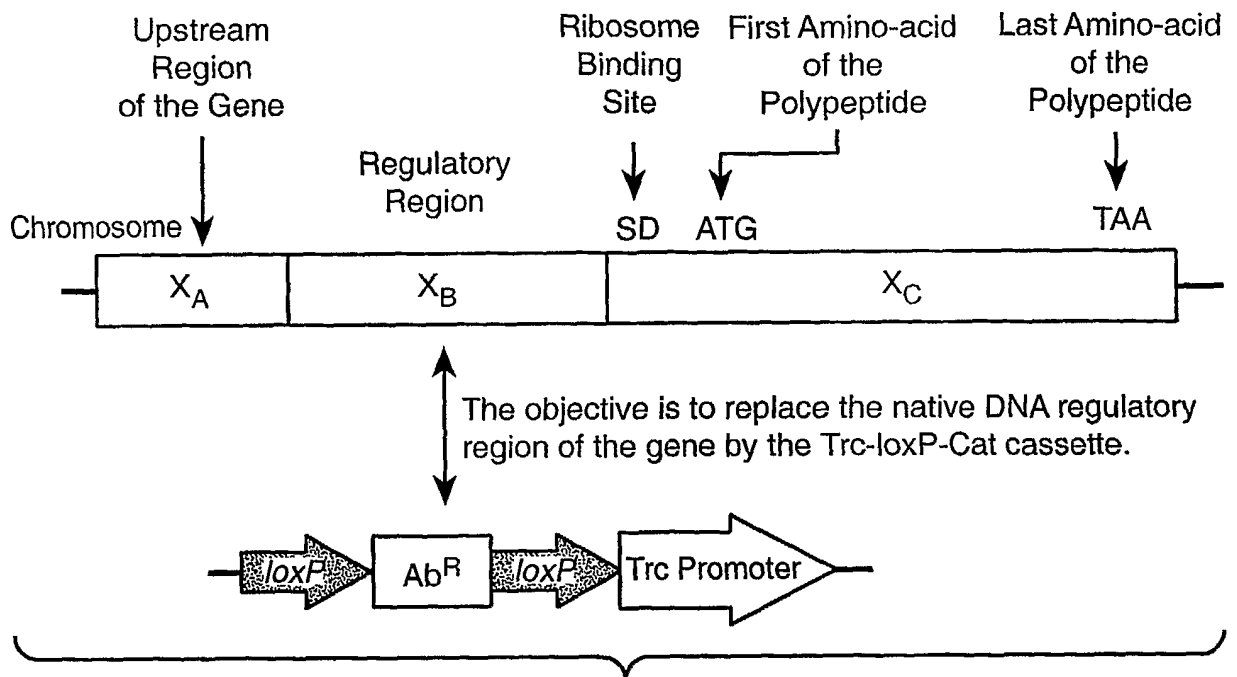 Upstream
Region
of the Gene
Ribosome
Binding
Site
First Amino-acid
of the
Polypeptide
Last Amino-acid
of the
Polypeptide
Regulatory
Region
Chromosome
SD
ATG
TAA
XA
XB
XC
The objective is to replace the native DNA regulatory
region of the gene by the Trc-loxP-Cat cassette.
loxP
AbR
loxP
Trc Promoter